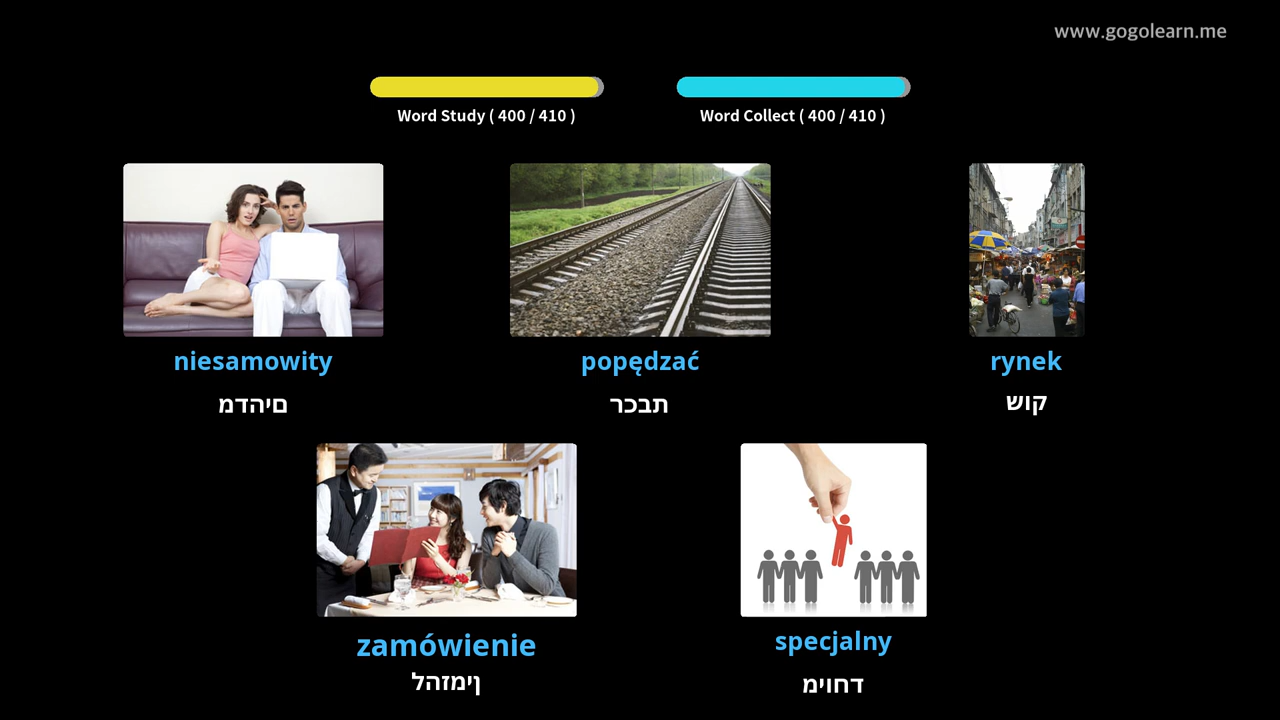 www.gogolearn.me
Word Study ( 400 / 410 )
Word Collect ( 400 / 410 )
niesamowity
םיהדמ
popędzać
תבכר
rynek
קוש
zamówienie
ןימזהל
specjalny
דחוימ